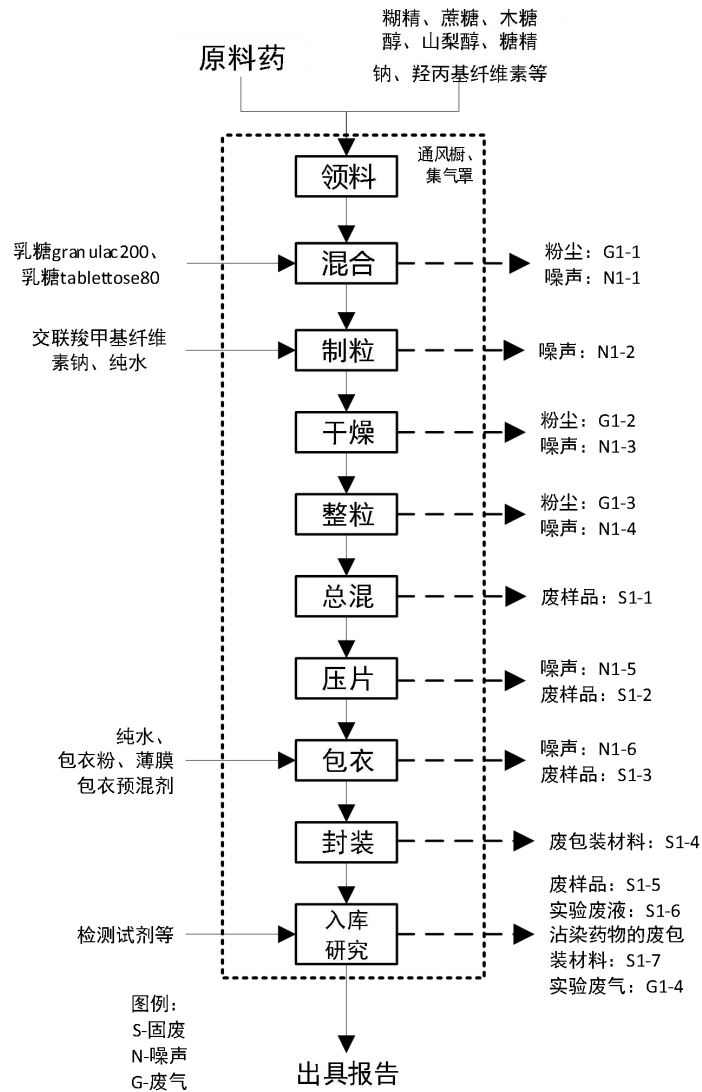 糊精、蔗糖、木糖
醇、山梨醇、糖精
钠、羟丙基纤维素等
原料药
通风橱、
集气罩
领料
乳糖granulac200、
乳糖tablettose80
混合
粉尘：G1-1
噪声：N1-1
交联羧甲基纤维
素钠、纯水
制粒
噪声：N1-2
干燥
粉尘：G1-2
噪声：N1-3
整粒
粉尘：G1-3
噪声：N1-4
总混
废样品：S1-1
压片
噪声：N1-5
废样品：S1-2
纯水、
包衣粉、薄膜
包衣预混剂
包衣
噪声：N1-6
废样品：S1-3
封装
废包装材料：S1-4
检测试剂等
入库
研究
废样品：S1-5
实验废液：S1-6
沾染药物的废包
装材料：S1-7
实验废气：G1-4
图例：
S-固废
N-噪声
G-废气
出具报告